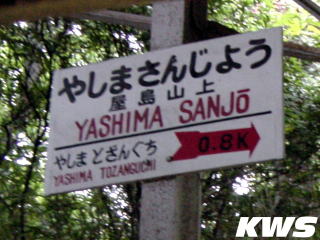 やしまさんじょう
屋島山上
YASHIMA SANJŌ
やしまとざんぐち
YASHIMA TOZANGUCHI
0.8K
KWS